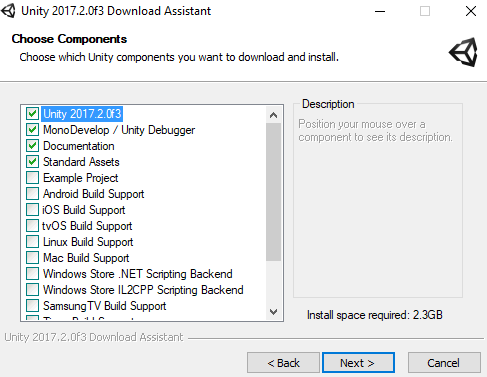 Unity 2017.2.0f3 Download Assistant
Choose Components
Choose which Unity components you want to download and install.
Unity 2017.2.0f3
MonoDevelop / Unity Debugger
Documentation
Standard Assets
Example Project
Android Build Support
iOS Build Support
tvOS Build Support
Linux Build Support
Mac Build Support
Windows Store .NET Scripting Backend
Windows Store IL2CPP Scripting Backend
SamsungTV Build Support
Description
Position your mouse over a
component to see its description.
Install space required: 2.3GB
Unity 2017.2.0f3 Download Assistant
< Back
Next >
Cancel